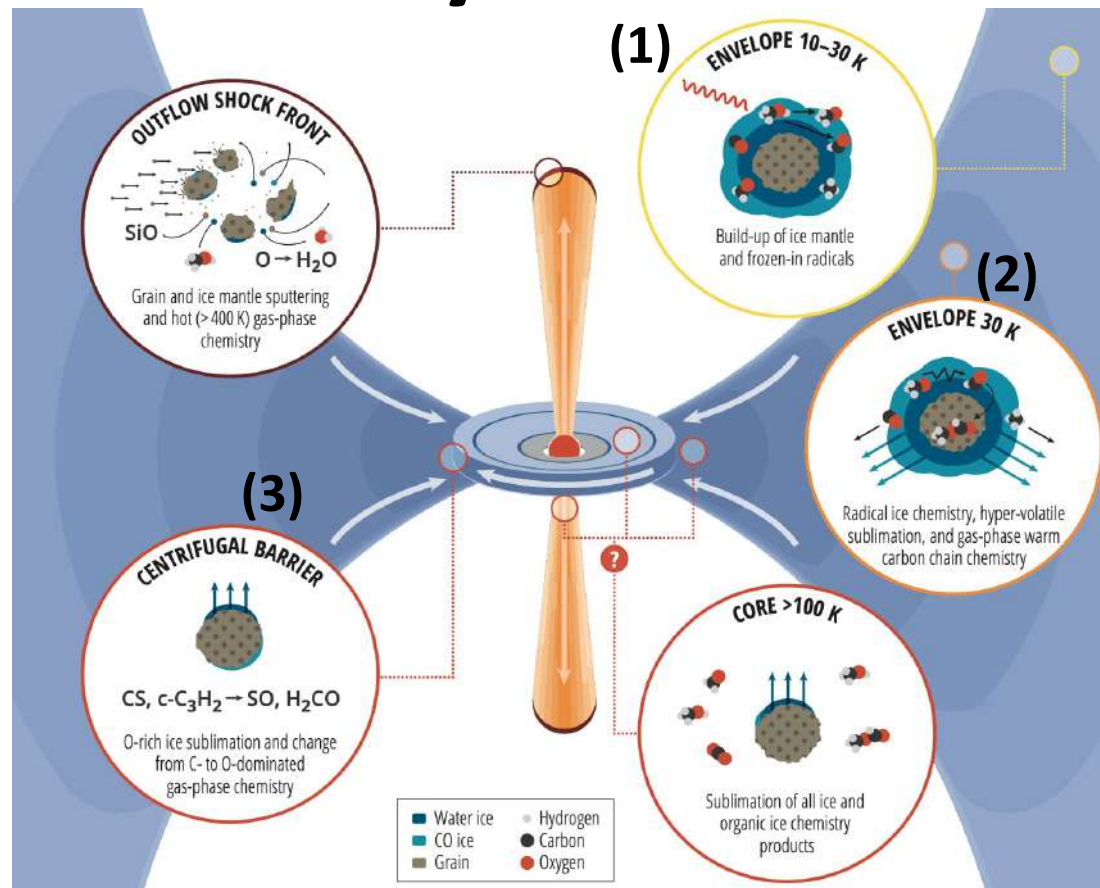 (1)
ENVELOPE 10–30 K
Build-up of ice mantle
and frozen-in radicals
OUTFLOW SHOCK FRONT
SiO
O→H₂O
Grain and ice mantle sputtering
and hot (>400 K) gas-phase
chemistry
(2)
ENVELOPE 30 K
Radical ice chemistry, hyper-volatile
sublimation, and gas-phase warm
carbon chain chemistry
(3)
CENTRIFUGAL BARRIER
CS, c-C₃H₂→SO, H₂CO
O-rich ice sublimation and change
from C- to O-dominated
gas-phase chemistry
?
CORE >100 K
Sublimation of all ice and
organic ice chemistry
products
Water ice
Hydrogen
CO ice
Carbon
Grain
Oxygen